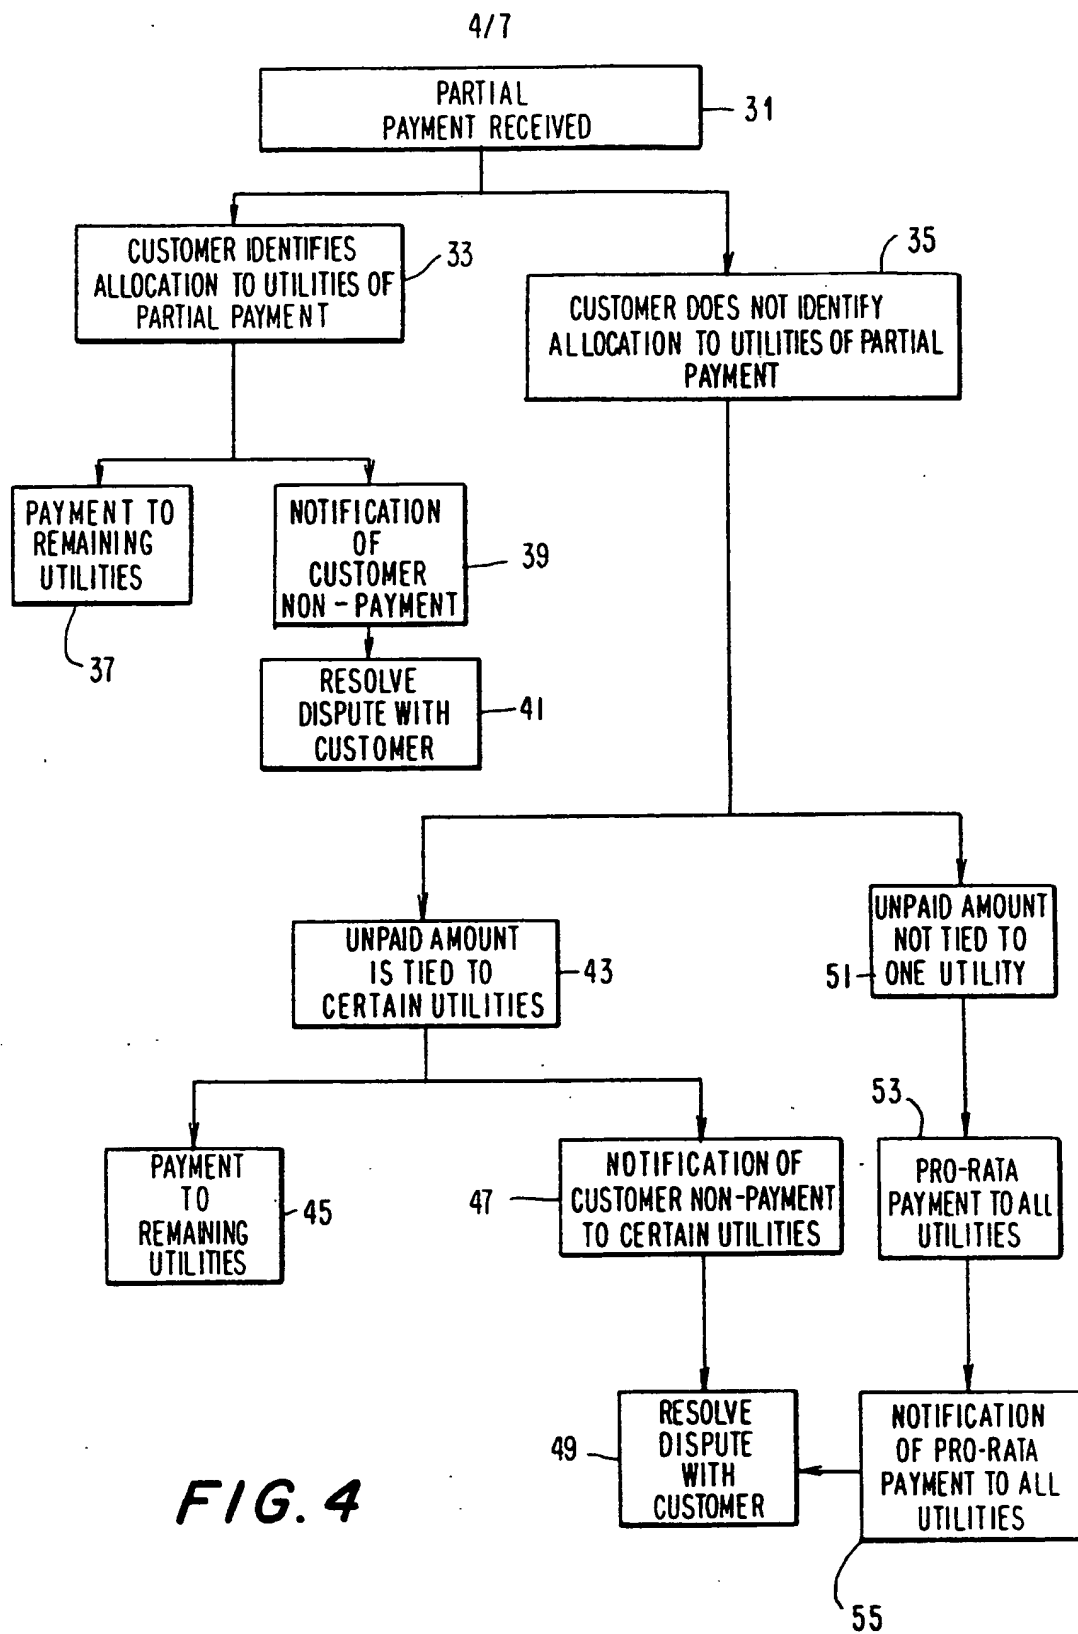 4/7
PARTIAL
PAYMENT RECEIVED
31
CUSTOMER IDENTIFIES
ALLOCATION TO UTILITIES OF
PARTIAL PAYMENT
33
35
CUSTOMER DOES NOT IDENTIFY
ALLOCATION TO UTILITIES OF PARTIAL
PAYMENT
PAYMENT TO
REMAINING
UTILITIES
37
NOTIFICATION
OF
CUSTOMER
NON-PAYMENT
39
RESOLVE
DISPUTE WITH
CUSTOMER
41
UNPAID AMOUNT
IS TIED TO
CERTAIN UTILITIES
43
UNPAID AMOUNT
NOT TIED TO
ONE UTILITY
51
PAYMENT
TO
REMAINING
UTILITIES
45
47
NOTIFICATION OF
CUSTOMER NON-PAYMENT
TO CERTAIN UTILITIES
53
PRO-RATA
PAYMENT TO ALL
UTILITIES
49
RESOLVE
DISPUTE
WITH
CUSTOMER
NOTIFICATION
OF PRO-RATA
PAYMENT TO ALL
UTILITIES
55
FIG. 4